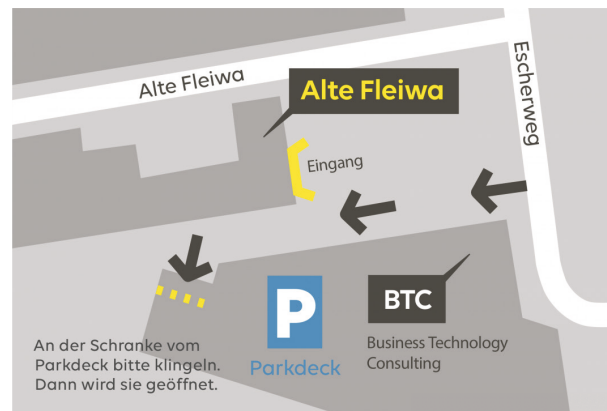 Alte Fleiwa
Escherweg
Alte Fleiwa
Eingang
BTC
Business Technology
Consulting
P
Parkdeck
An der Schranke vom
Parkdeck bitte klingeln.
Dann wird sie geöffnet.